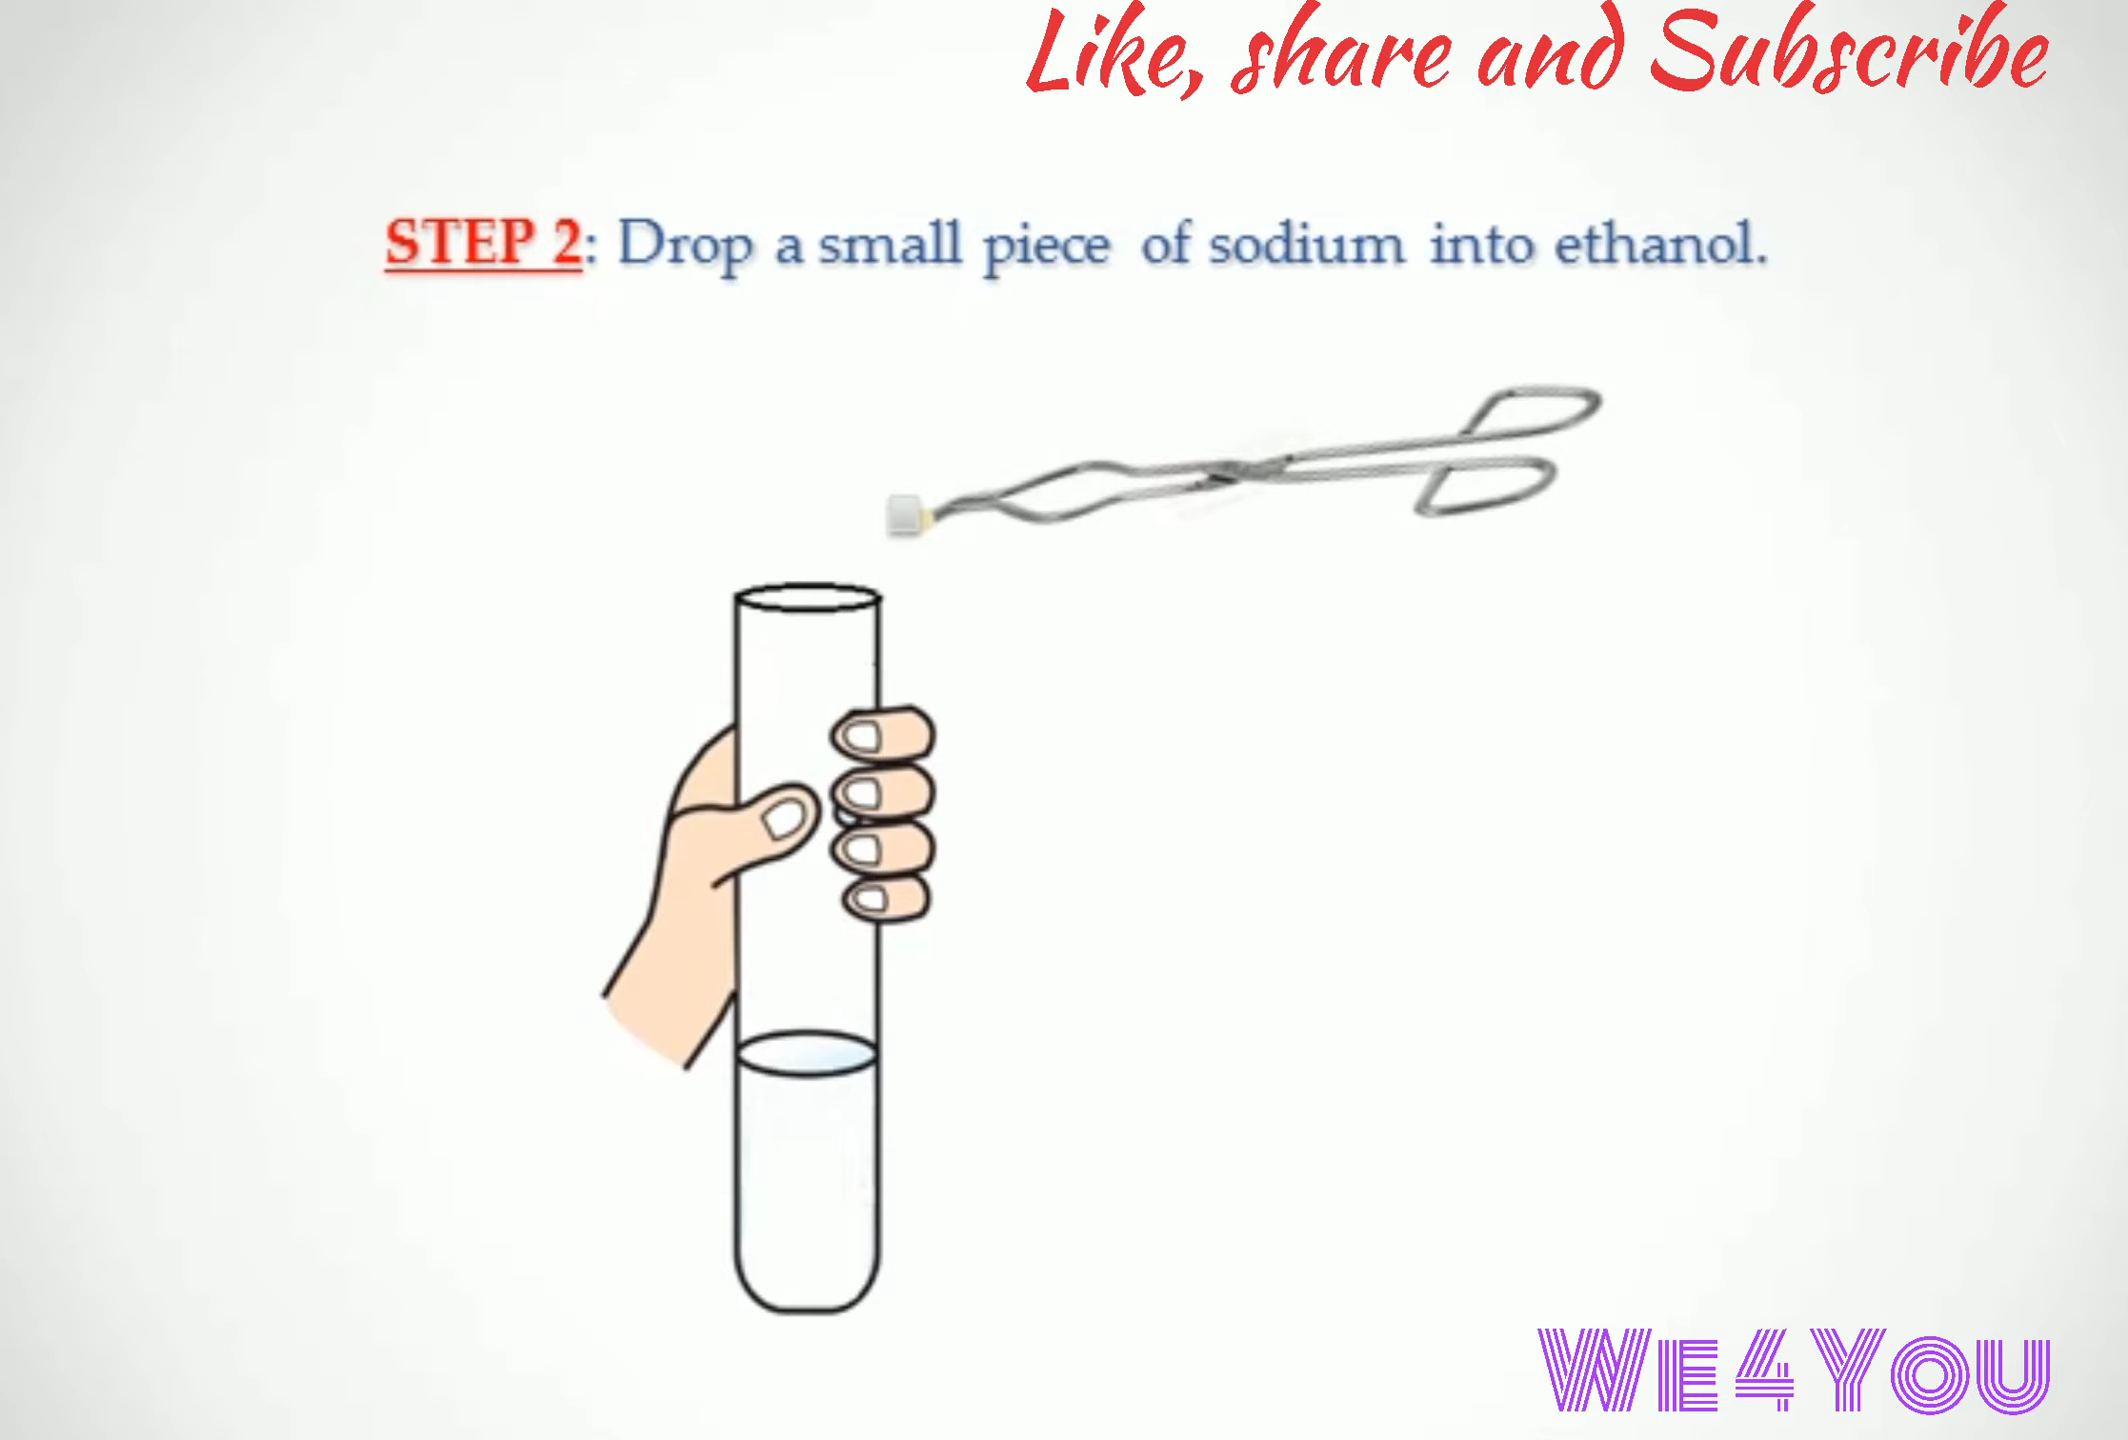 Like, share and Subscribe
STEP 2: Drop a small piece of sodium into ethanol.
WE4YOU